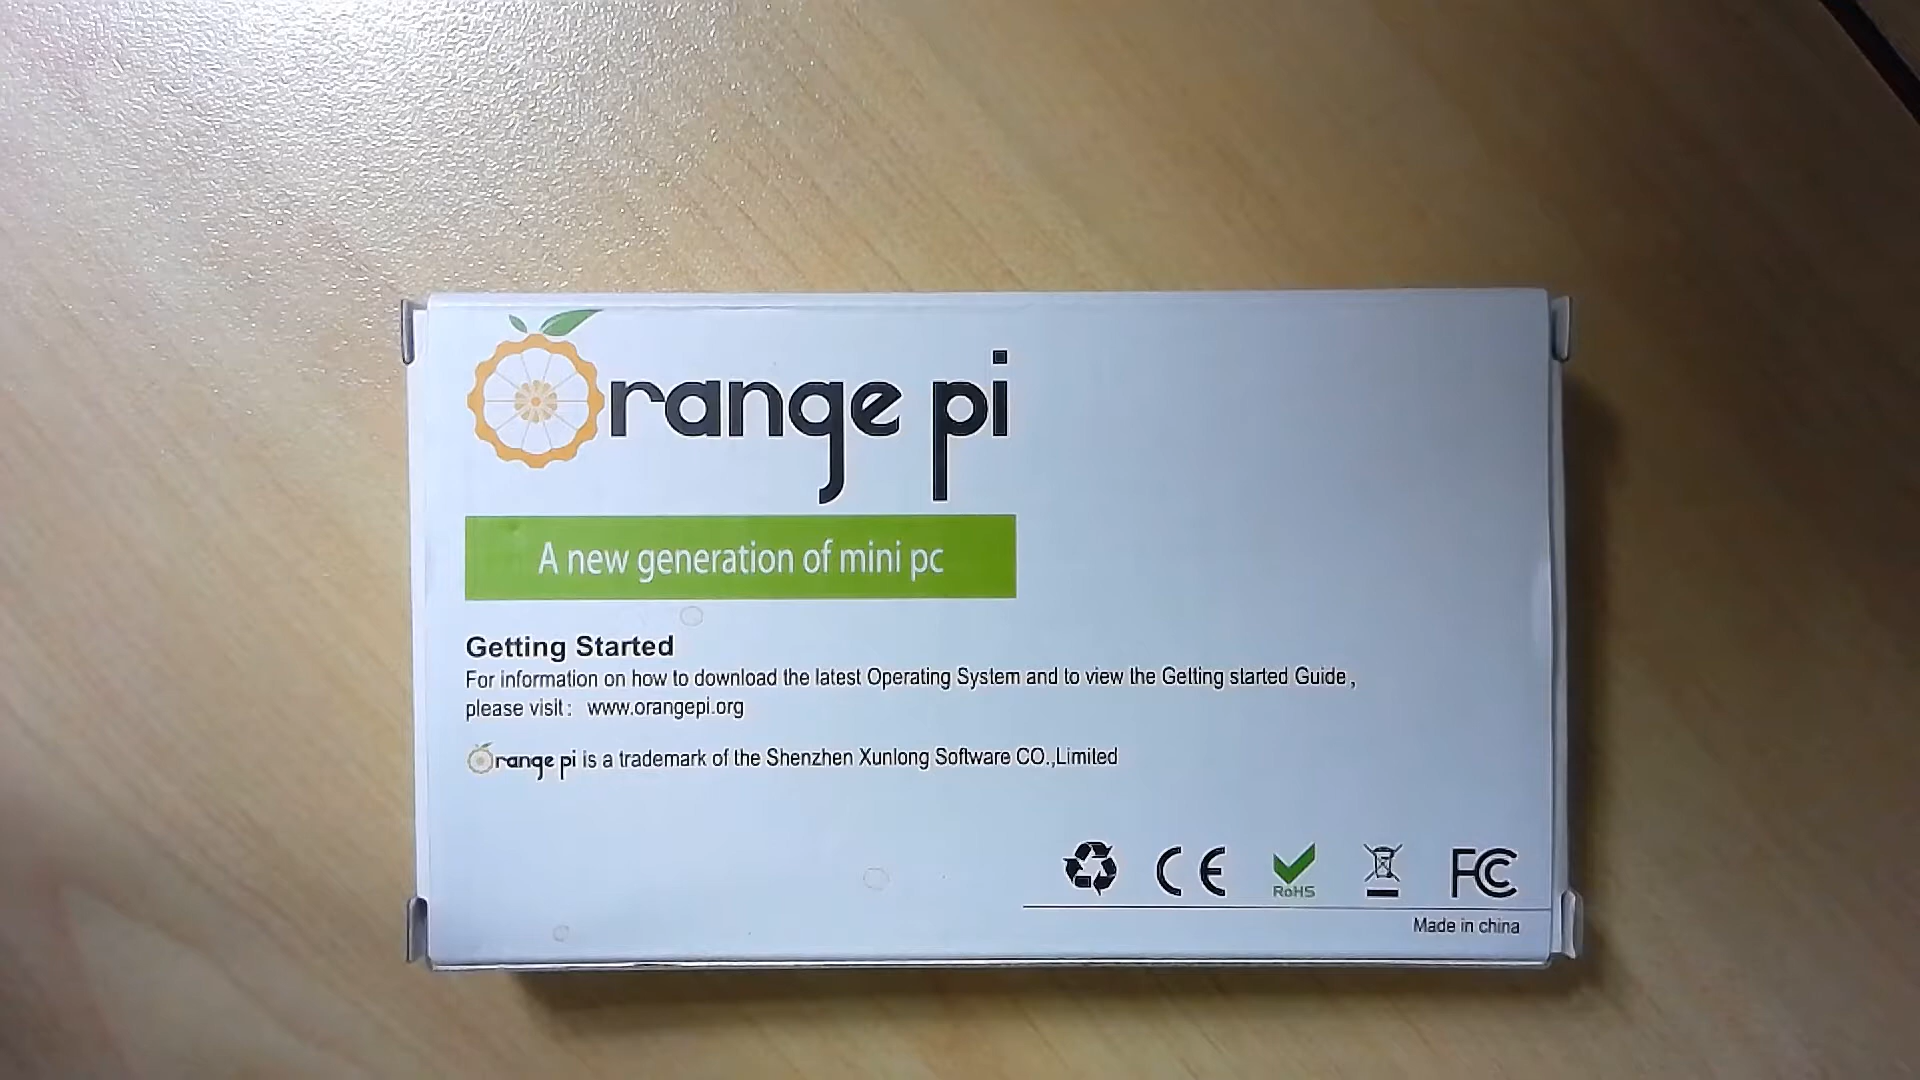 Orange pi
A new generation of mini pc
Getting Started
For information on how to download the latest Operating System and to view the Getting started Guide,
please visit: www.orangepi.org
Orange pi is a trademark of the Shenzhen Xunlong Software CO.,Limited
CE RoHS FC
Made in china